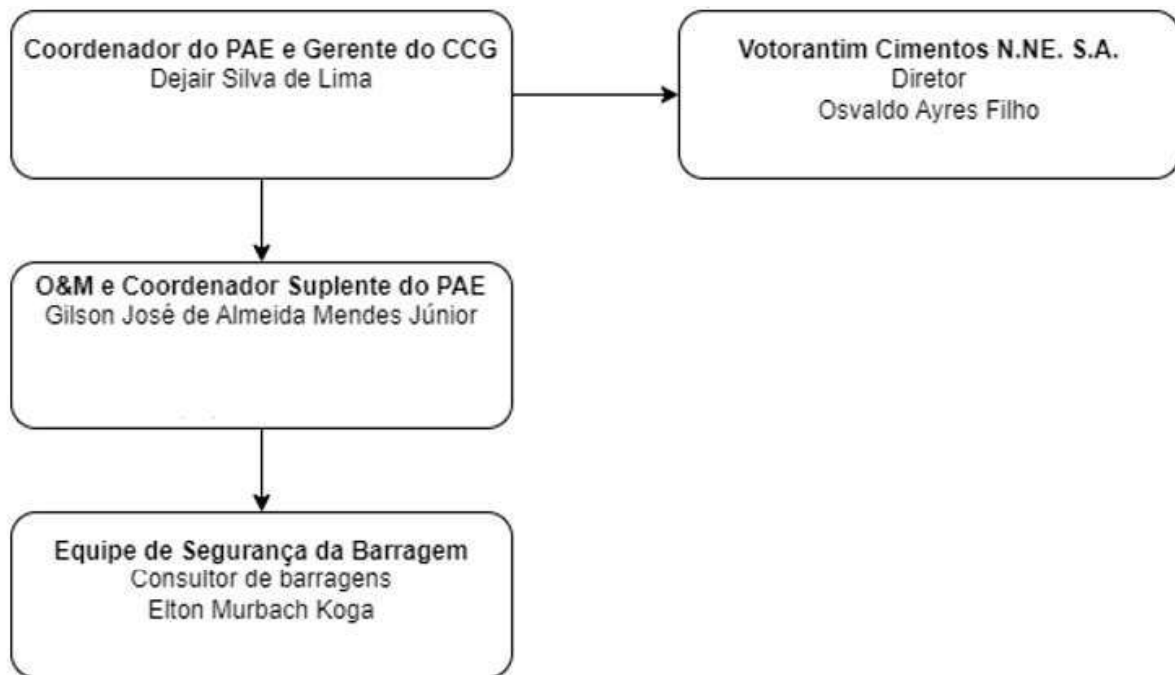 Coordenador do PAE e Gerente do CCG
Dejair Silva de Lima
Votorantim Cimentos N.NE. S.A.
Diretor
Osvaldo Ayres Filho
O&M e Coordenador Suplente do PAE
Gilson José de Almeida Mendes Júnior
Equipe de Segurança da Barragem
Consultor de barragens
Elton Murbach Koga